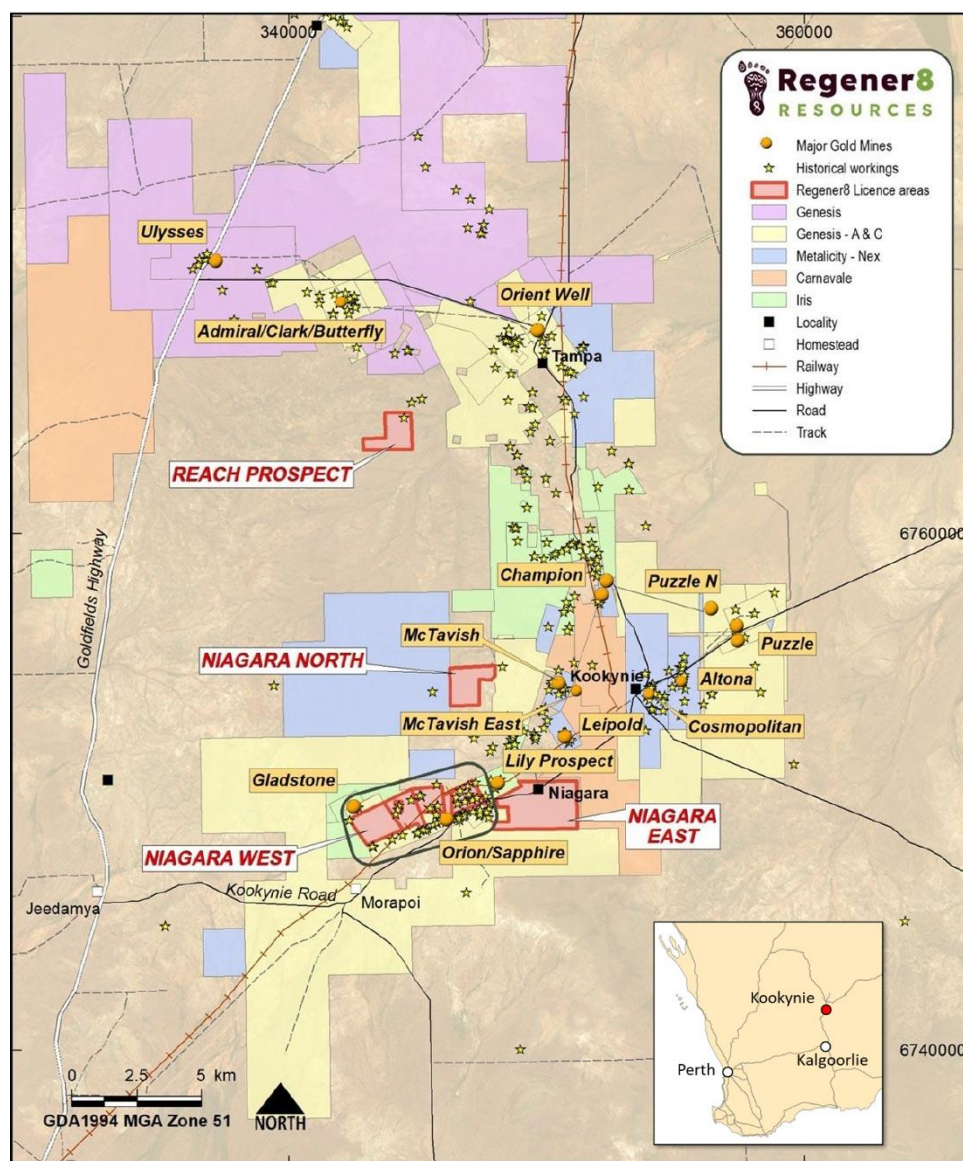 340000
360000
Regener8
RESOURCES
Major Gold Mines
Historical workings
Regener8 Licence areas
Genesis
Genesis - A & C
Metalicity - Nex
Carnavale
Iris
Locality
Homestead
Railway
Highway
Road
Track
Ulysses
Orient Well
Admiral/Clark/Butterfly
Tampa
REACH PROSPECT
6760000
Goldfields Highway
Champion
Puzzle N
McTavish
Puzzle
NIAGARA NORTH
Kookynie
Altona
McTavish East
Leipold
Cosmopolitan
Lily Prospect
Gladstone
Niagara
NIAGARA
EAST
NIAGARA WEST
Orion/Sapphire
Kookynie Road
Jeedamya
Morapoi
Kookynie
Kalgoorlie
Perth
6740000
0 2.5 5 km
GDA1994 MGA Zone 51
NORTH